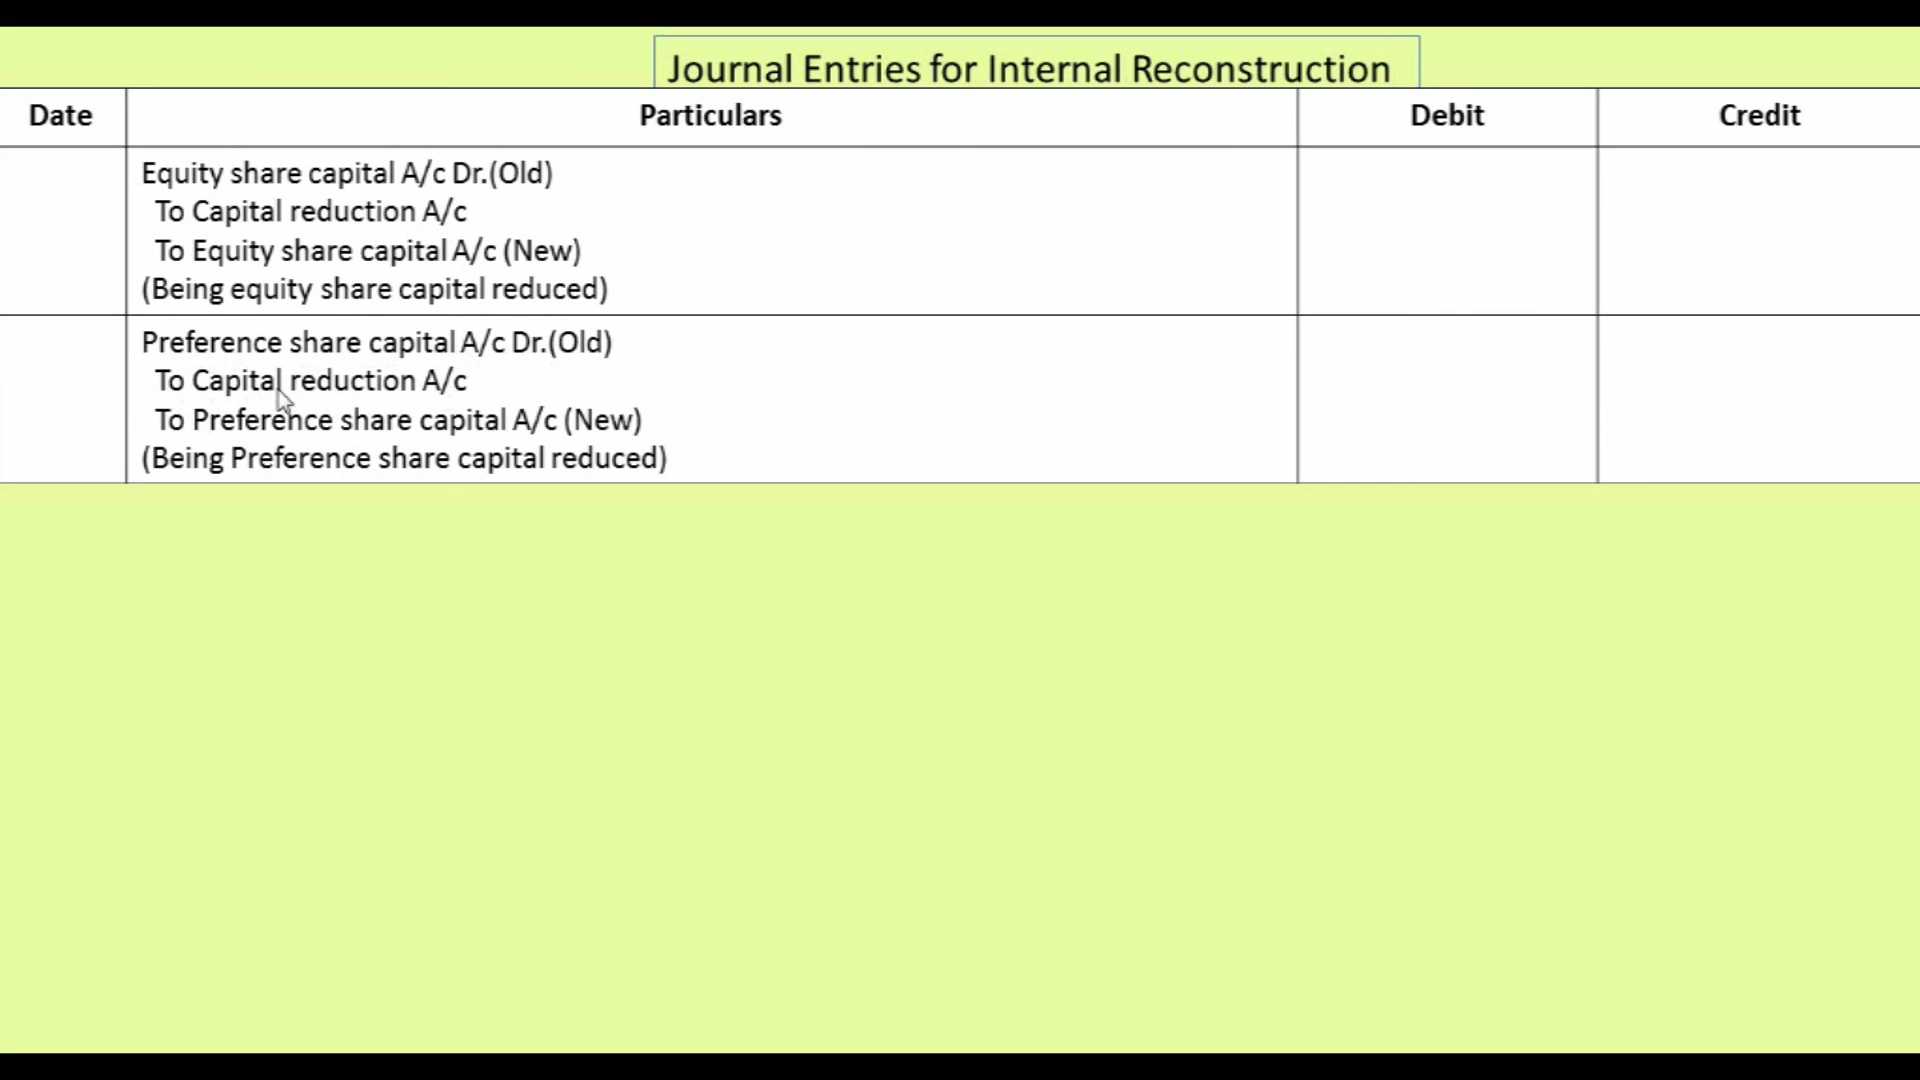 Journal Entries for Internal Reconstruction
Date Particulars Debit Credit
Equity share capital A/c Dr.(Old)
To Capital reduction A/c
To Equity share capital A/c (New)
(Being equity share capital reduced)
Preference share capital A/c Dr.(Old)
To Capital reduction A/c
To Preference share capital A/c (New)
(Being Preference share capital reduced)